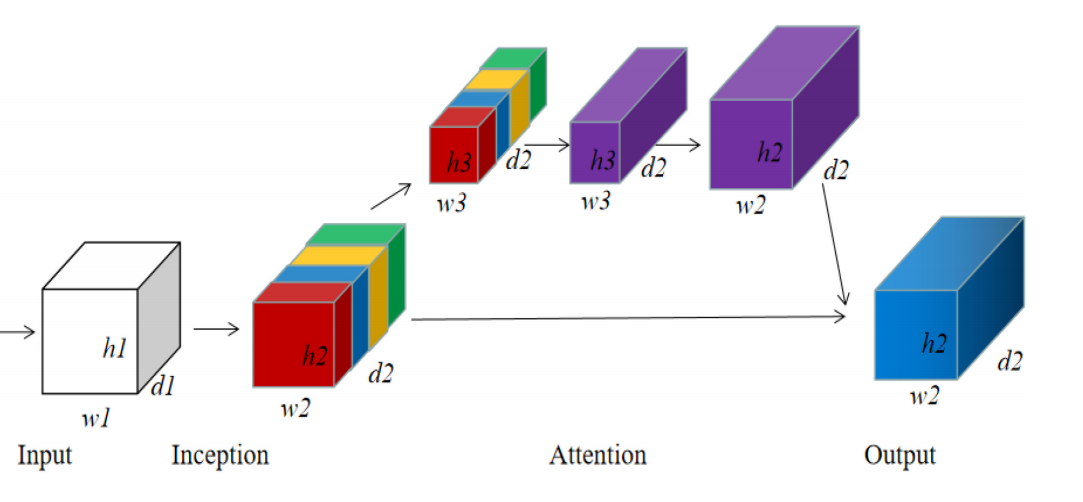 h3
d2
w3
h3
d2
w3
h2
d2
w2
h1
d1
w1
h2
d2
w2
h2
d2
w2
Input
Inception
Attention
Output